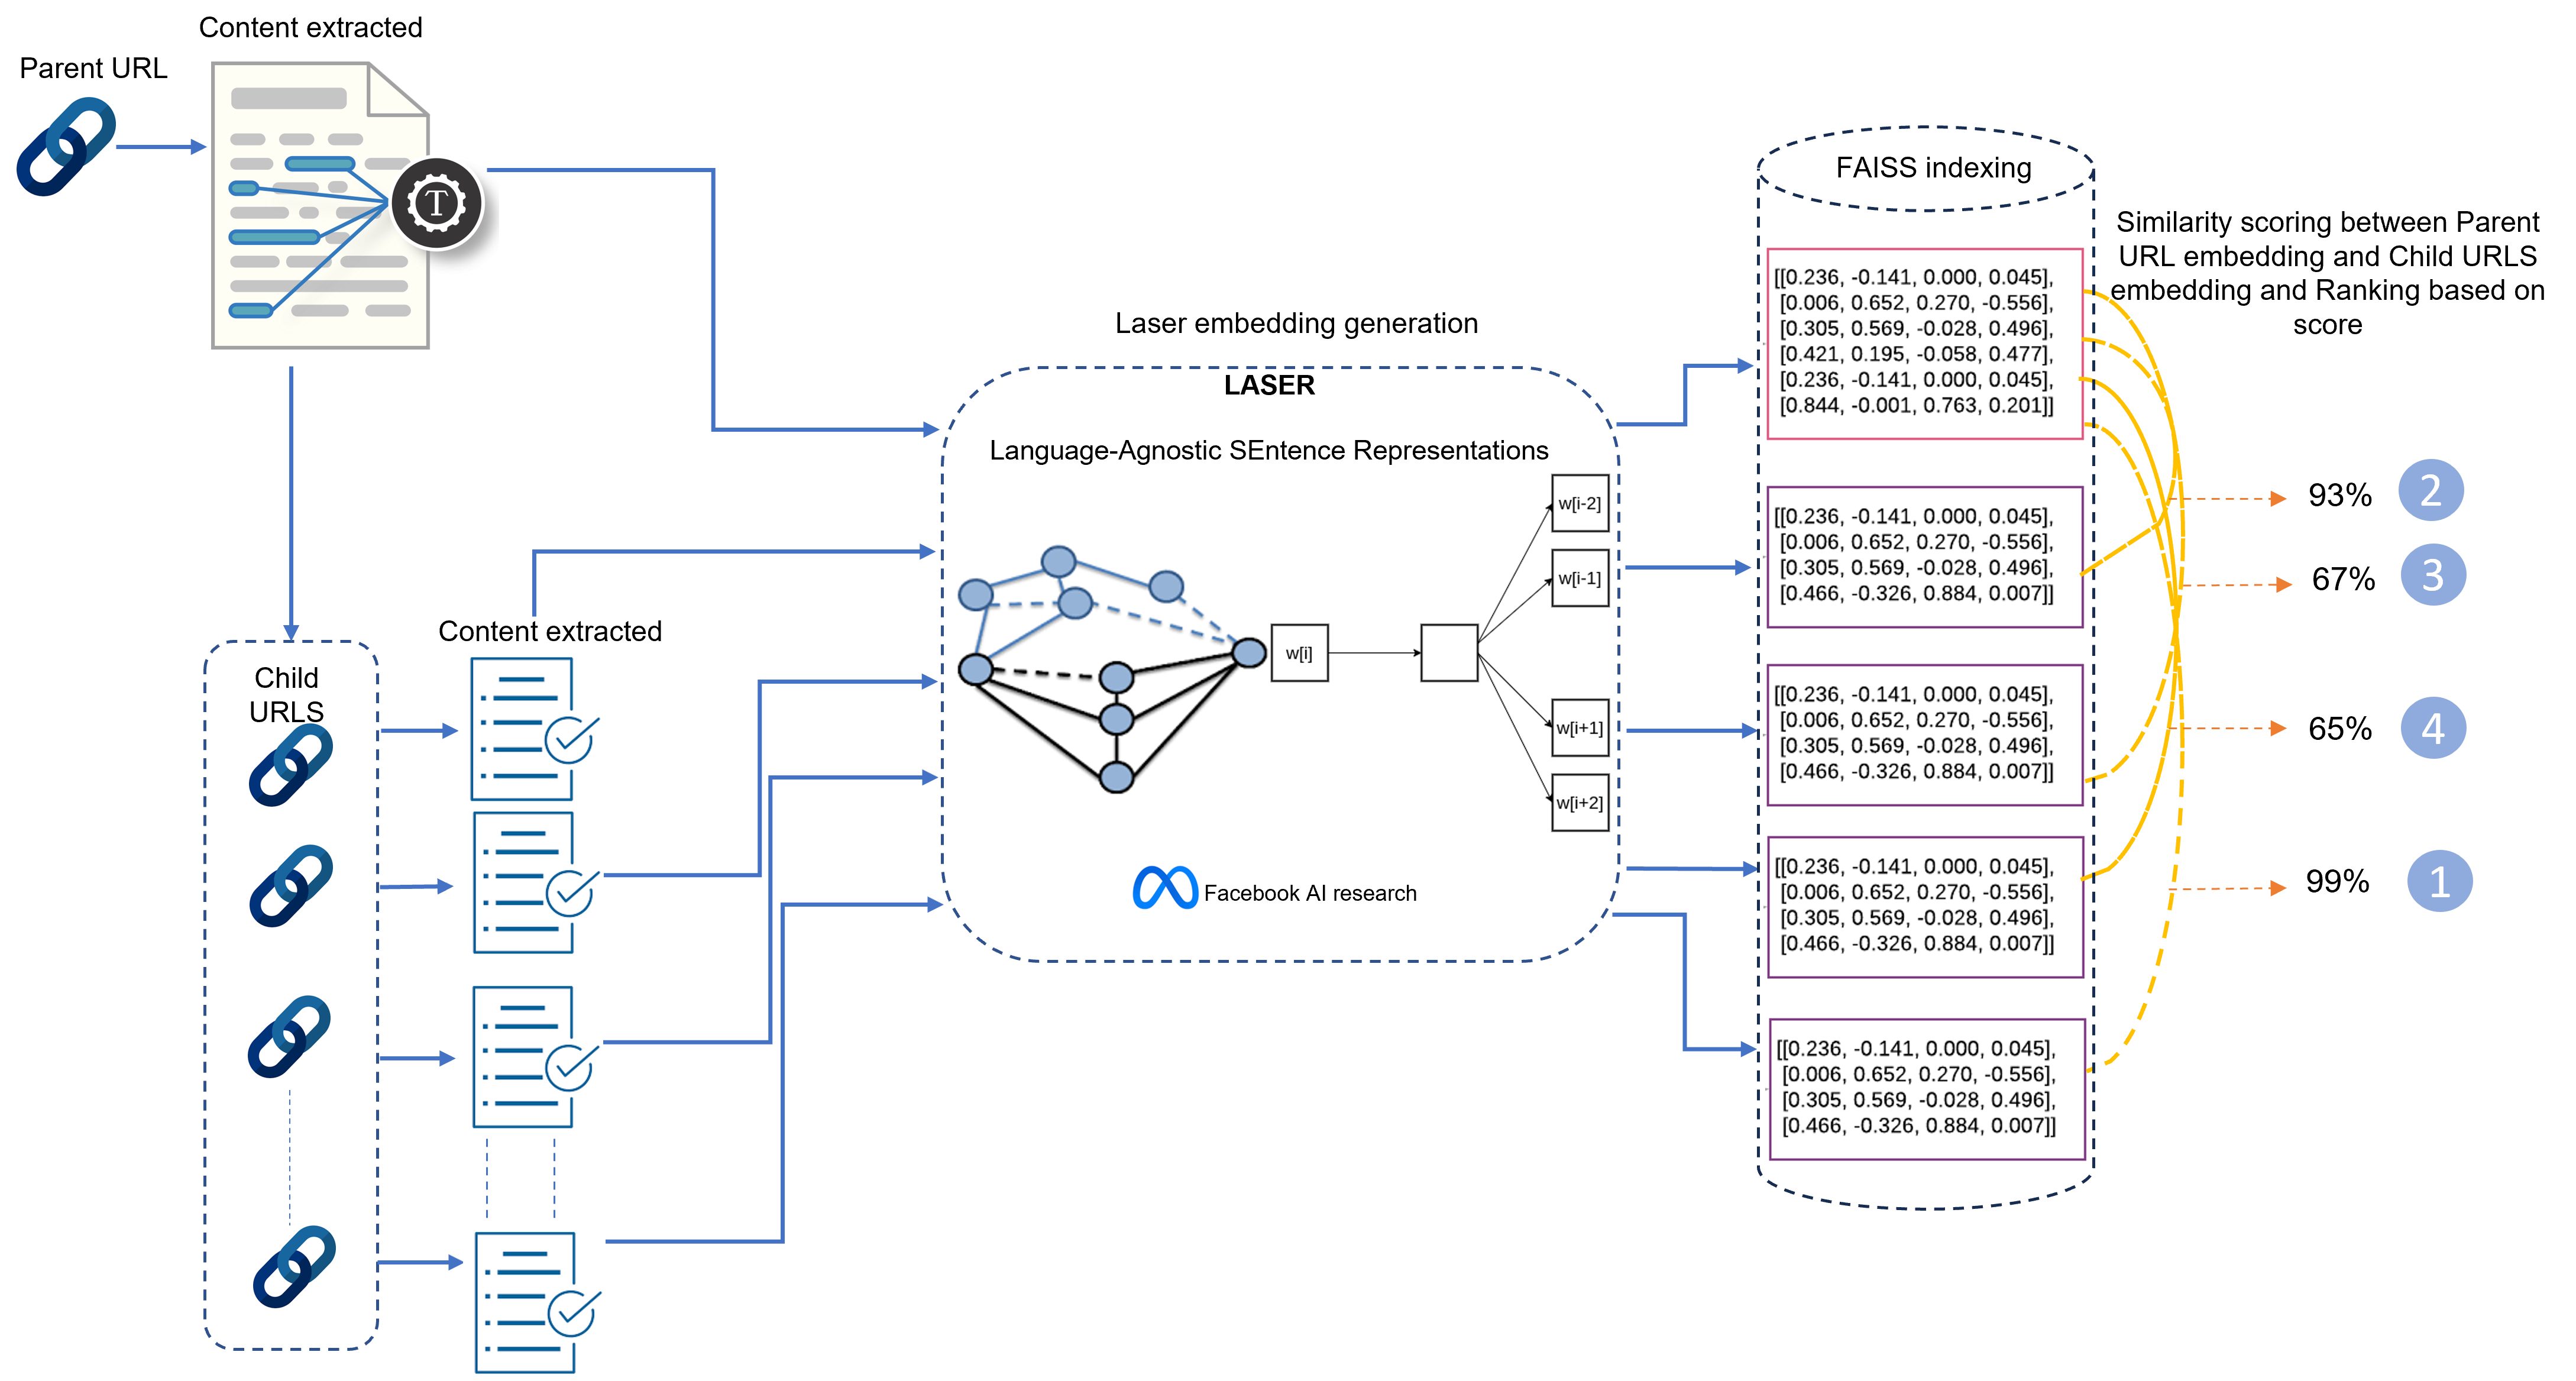 Content extracted
Parent URL
T
FAISS indexing
Similarity scoring between Parent
URL embedding and Child URLS
embedding and Ranking based on
score
[[0.236, -0.141, 0.000, 0.045],
[0.006, 0.652, 0.270, -0.556],
[0.305, 0.569, -0.028, 0.496],
[0.421, 0.195, -0.058, 0.477],
[0.236, -0.141, 0.000, 0.045],
[0.844, -0.001, 0.763, 0.201]]
Laser embedding generation
LASER
Language-Agnostic SEntence Representations
w[i-2]
w[i-1]
w[i]
w[i+1]
w[i+2]
Facebook AI research
[[0.236, -0.141, 0.000, 0.045],
[0.006, 0.652, 0.270, -0.556],
[0.305, 0.569, -0.028, 0.496],
[0.466, -0.326, 0.884, 0.007]]
[[0.236, -0.141, 0.000, 0.045],
[0.006, 0.652, 0.270, -0.556],
[0.305, 0.569, -0.028, 0.496],
[0.466, -0.326, 0.884, 0.007]]
[[0.236, -0.141, 0.000, 0.045],
[0.006, 0.652, 0.270, -0.556],
[0.305, 0.569, -0.028, 0.496],
[0.466, -0.326, 0.884, 0.007]]
[[0.236, -0.141, 0.000, 0.045],
[0.006, 0.652, 0.270, -0.556],
[0.305, 0.569, -0.028, 0.496],
[0.466, -0.326, 0.884, 0.007]]
93% 2
67% 3
65% 4
99% 1
Content extracted
Child
URLS